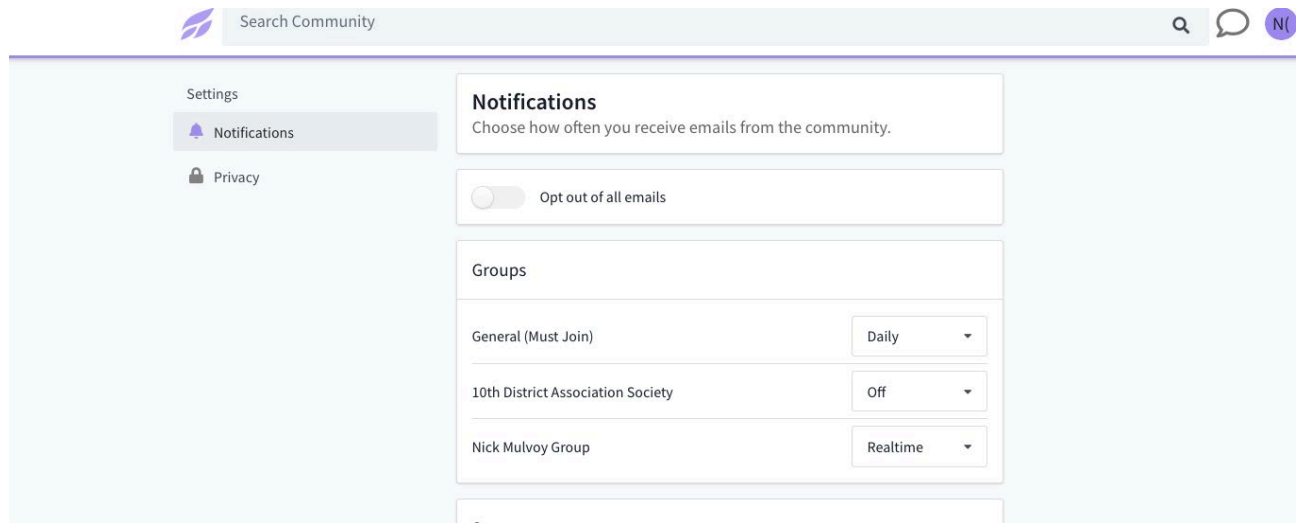 Search Community
N(
Settings
Notifications
Privacy
Notifications
Choose how often you receive emails from the community.
Opt out of all emails
Groups
General (Must Join)
Daily
10th District Association Society
Off
Nick Mulvoy Group
Realtime